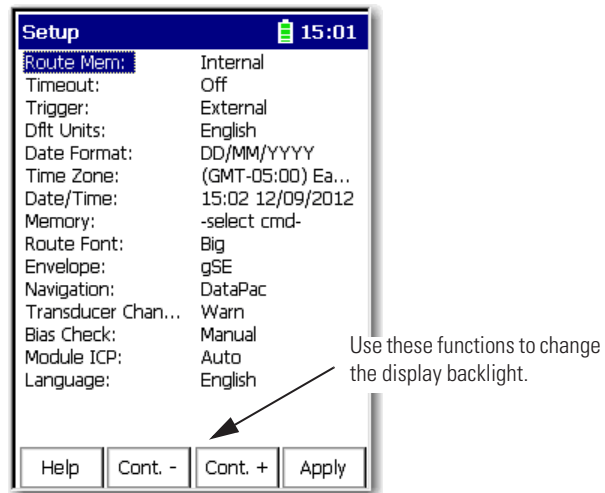 Setup 15:01
Route Mem: Internal
Timeout: Off
Trigger: External
Dflt Units: English
Date Format: DD/MM/YYYY
Time Zone: (GMT-05:00) Ea...
Date/Time: 15:02 12/09/2012
Memory: -select cmd-
Route Font: Big
Envelope: gSE
Navigation: DataPac
Transducer Chan... Warn
Bias Check: Manual
Module ICP: Auto
Language: English
Use these functions to change
the display backlight.
Help Cont. - Cont. + Apply